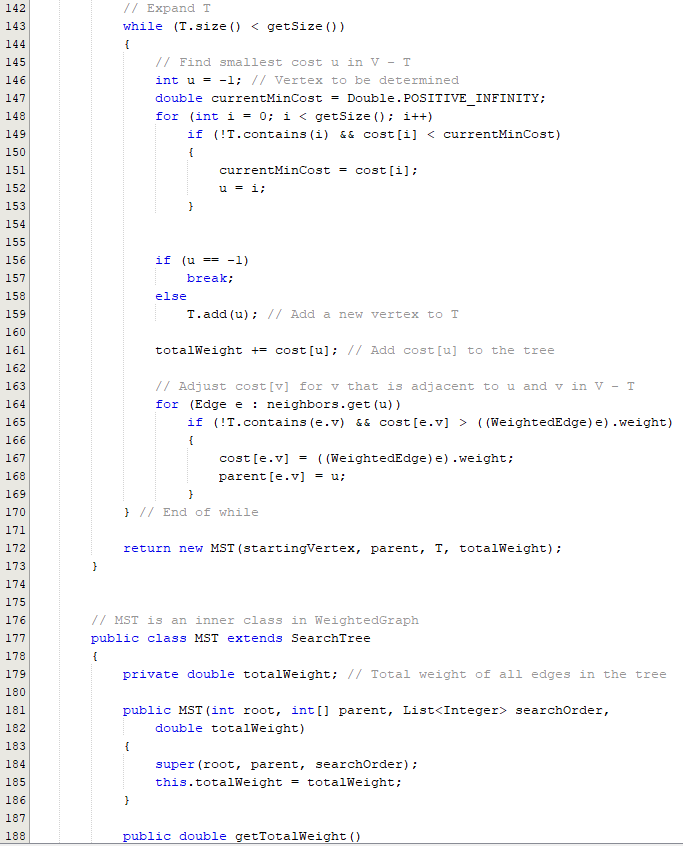 142 // Expand T
143 while (T.size() < getSize())
144 {
145 // Find smallest cost u in V - T
146 int u = -1; // Vertex to be determined
147 double currentMinCost = Double.POSITIVE_INFINITY;
148 for (int i = 0; i < getSize(); i++)
149 if (!T.contains(i) && cost[i] < currentMinCost)
150 {
151 currentMinCost = cost[i];
152 u = i;
153 }
154
155
156 if (u == -1)
157 break;
158 else
159 T.add(u); // Add a new vertex to T
160
161 totalWeight += cost[u]; // Add cost[u] to the tree
162
163 // Adjust cost[v] for v that is adjacent to u and v in V - T
164 for (Edge e : neighbors.get(u))
165 if (!T.contains(e.v) && cost[e.v] > ((WeightedEdge)e).weight)
166 {
167 cost[e.v] = ((WeightedEdge)e).weight;
168 parent[e.v] = u;
169 }
170 } // End of while
171
172 return new MST(startingVertex, parent, T, totalWeight);
173 }
174
175
176 // MST is an inner class in WeightedGraph
177 public class MST extends SearchTree
178 {
179 private double totalWeight; // Total weight of all edges in the tree
180
181 public MST(int root, int[] parent, List<Integer> searchOrder,
182 double totalWeight)
183 {
184 super(root, parent, searchOrder);
185 this.totalWeight = totalWeight;
186 }
187
188 public double getTotalWeight()